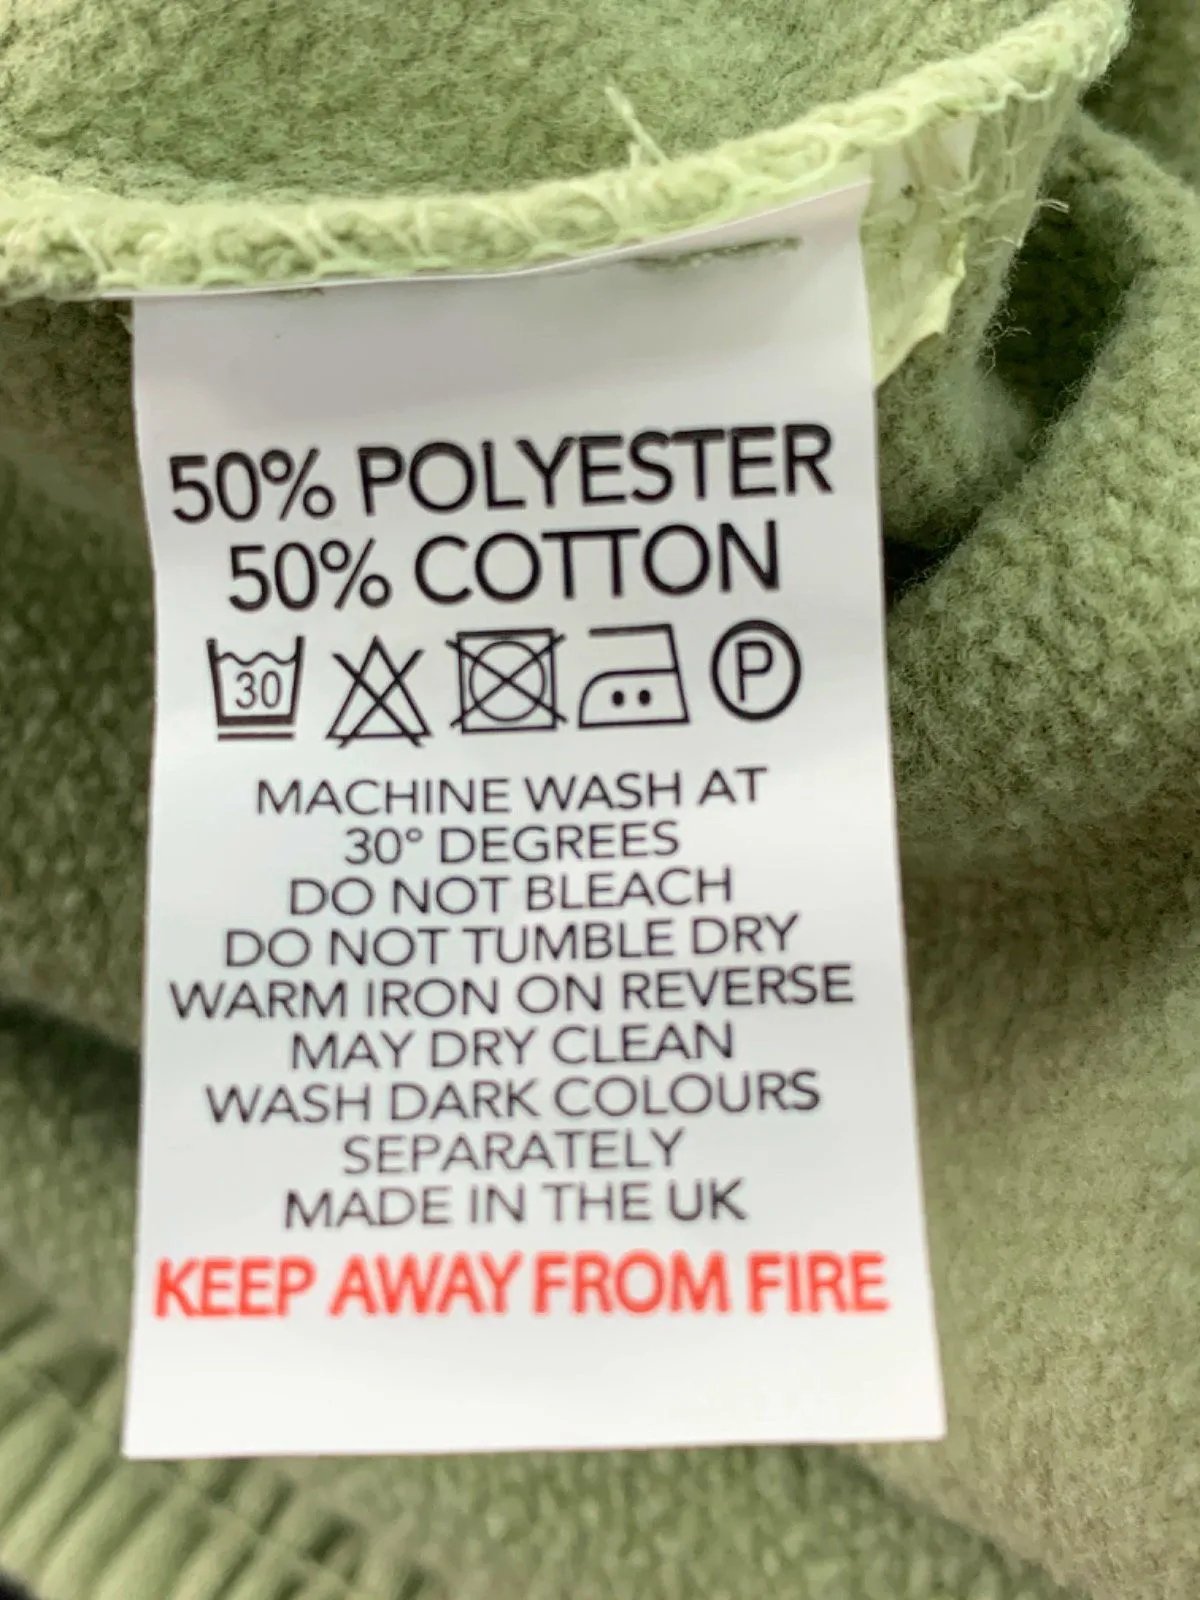 50% POLYESTER
50% COTTON
30 P
MACHINE WASH AT
30° DEGREES
DO NOT BLEACH
DO NOT TUMBLE DRY
WARM IRON ON REVERSE
MAY DRY CLEAN
WASH DARK COLOURS
SEPARATELY
MADE IN THE UK
KEEP AWAY FROM FIRE